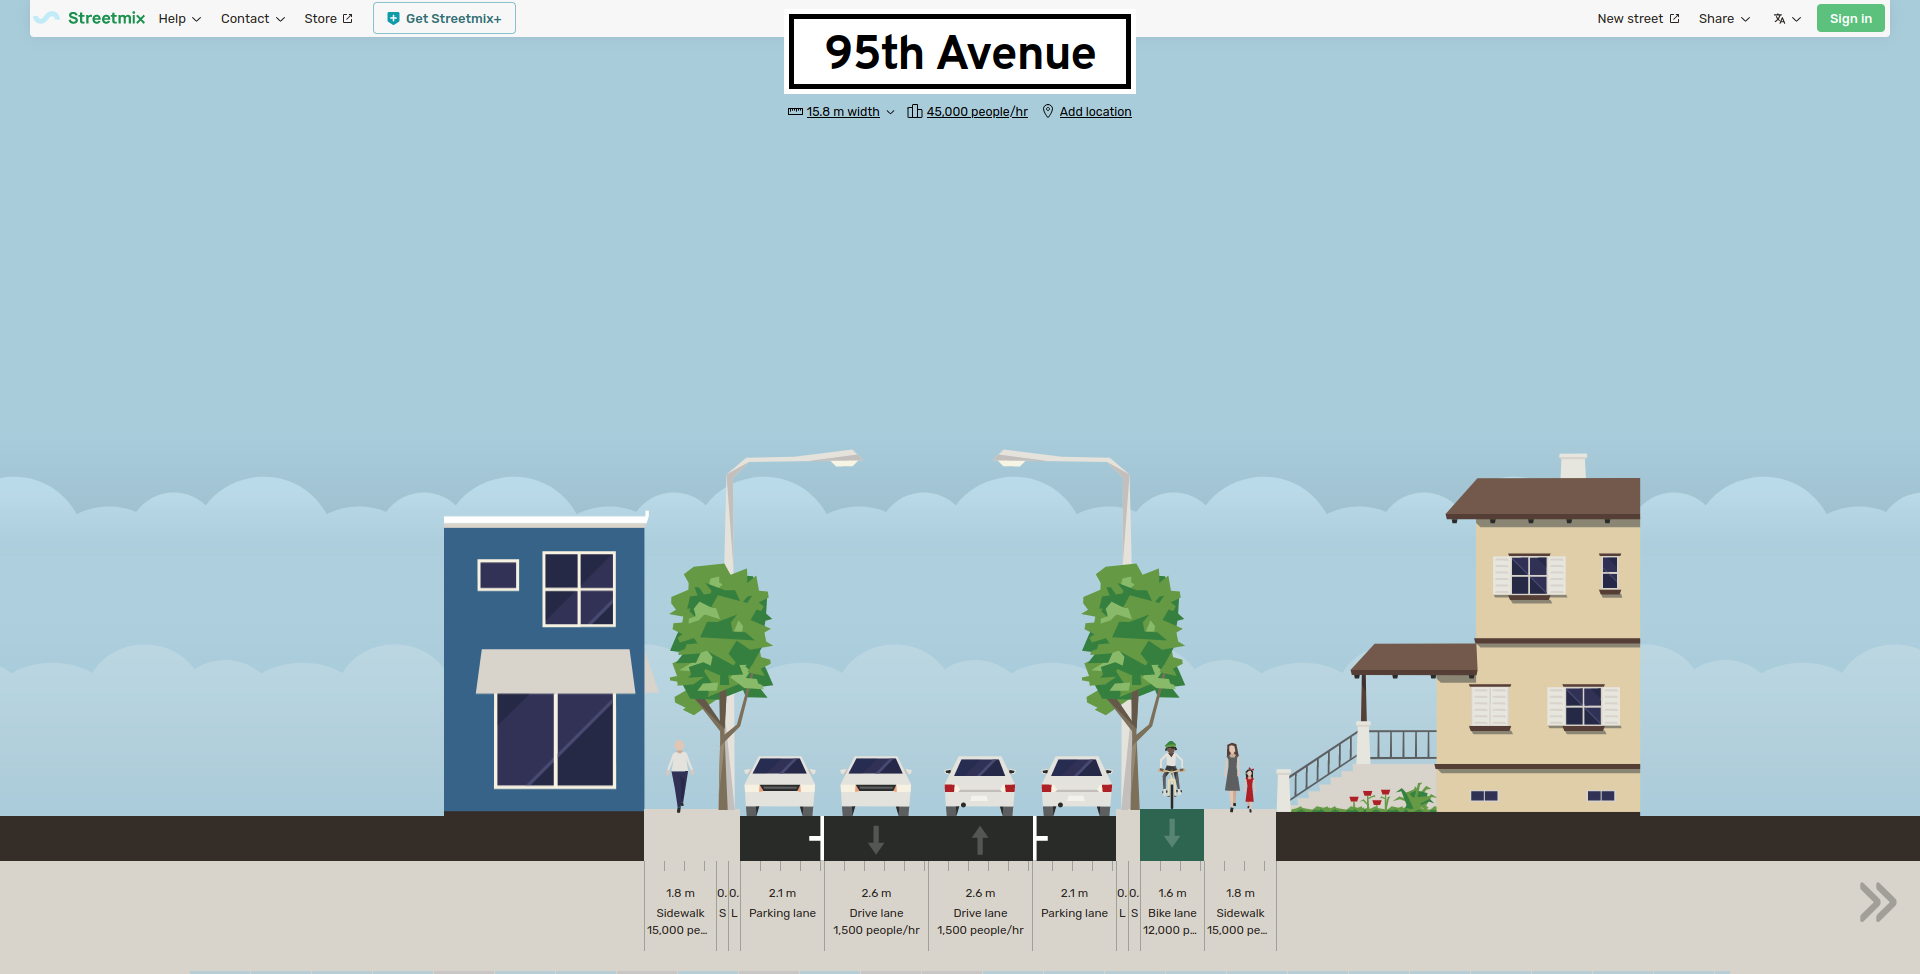 Streetmix Help Contact Store Get Streetmix+ New street Share Sign in
95th Avenue
15.8 m width 45,000 people/hr Add location
1.8 m 0. 0. 2.1 m 2.6 m 2.6 m 2.1 m 0. 0. 1.6 m 1.8 m
Sidewalk S L Parking lane Drive lane Drive lane Parking lane L S Bike lane Sidewalk
15,000 pe... 1,500 people/hr 1,500 people/hr 12,000 p... 15,000 pe...